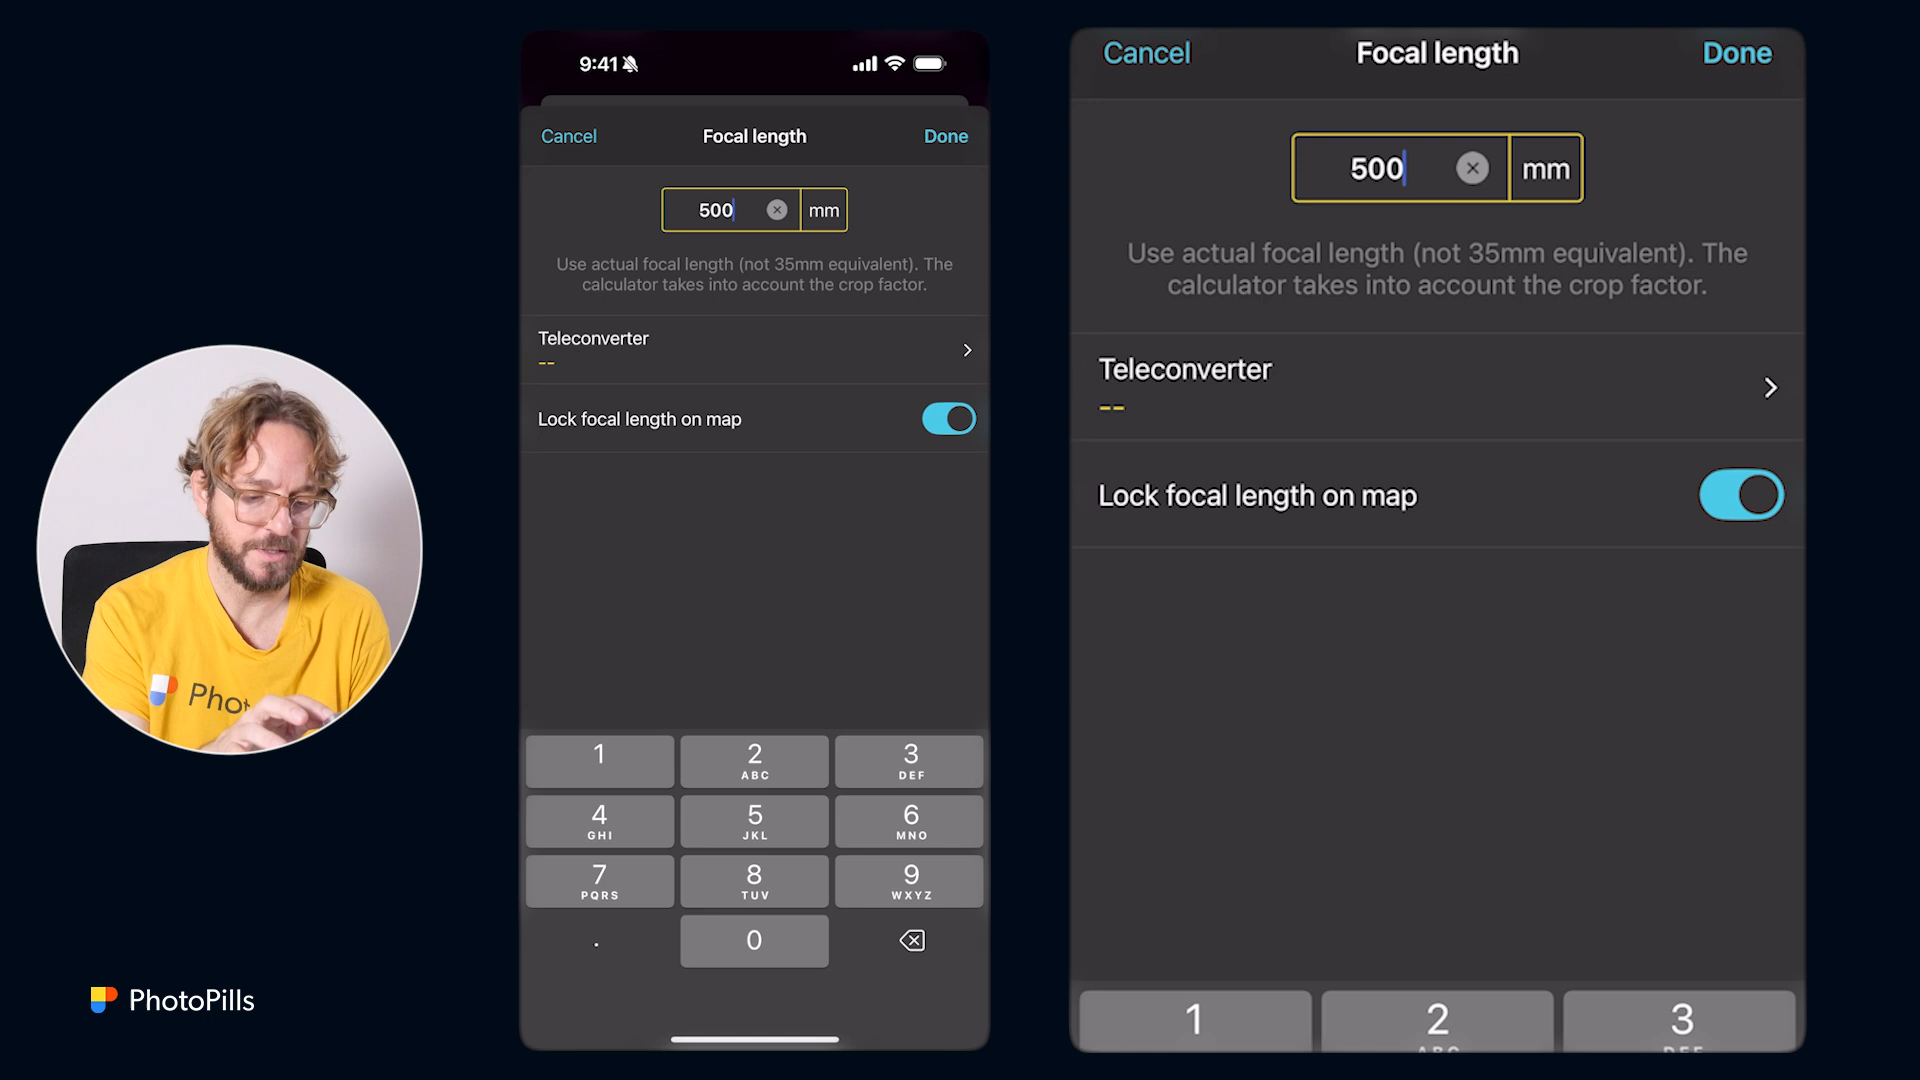 9:41
Cancel
Focal length
Done
500
mm
Use actual focal length (not 35mm equivalent). The
calculator takes into account the crop factor.
Teleconverter
--
Lock focal length on map
1
2
ABC
3
DEF
4
GHI
5
JKL
6
MNO
7
PQRS
8
TUV
9
WXYZ
.
0
Cancel
Focal length
Done
500
mm
Use actual focal length (not 35mm equivalent). The
calculator takes into account the crop factor.
Teleconverter
--
Lock focal length on map
1
2
ABC
3
DEF
Phot
PhotoPills